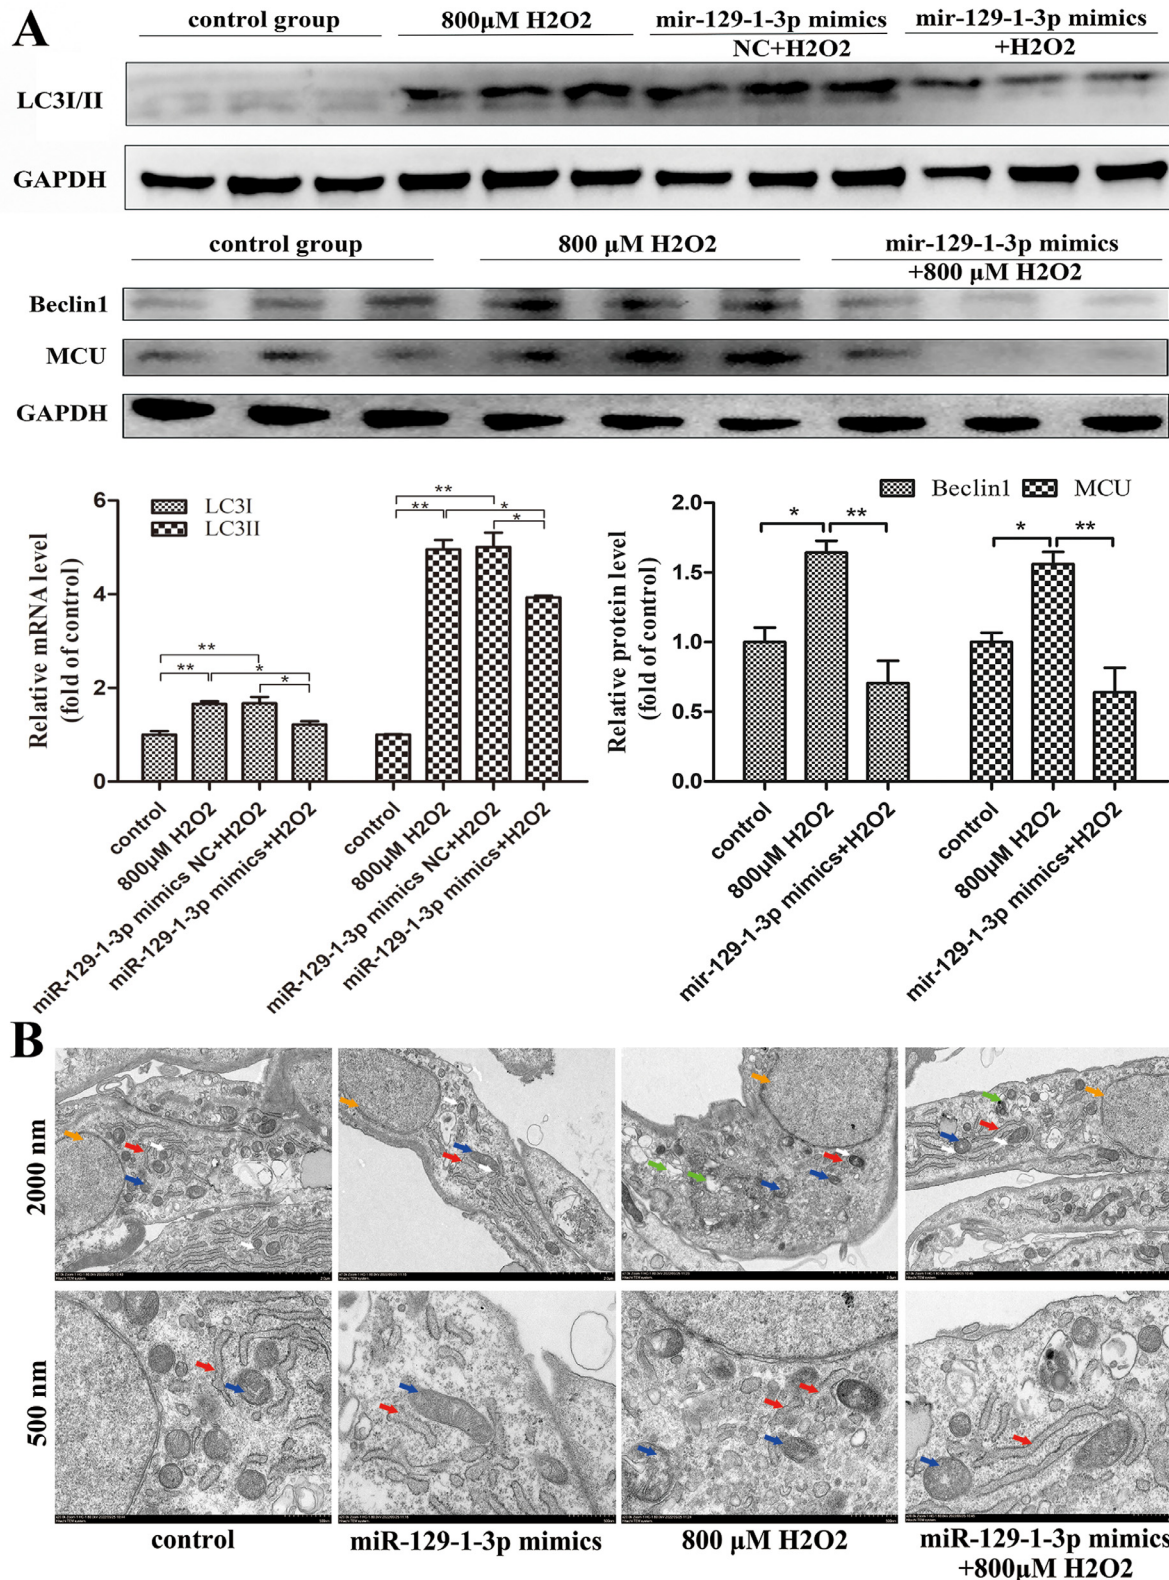 A
control group 800μM H2O2 mir-129-1-3p mimics mir-129-1-3p mimics
NC+H2O2 +H2O2
LC3I/II
GAPDH
control group 800 μM H2O2 mir-129-1-3p mimics
+800 μM H2O2
Beclin1
MCU
GAPDH
Relative mRNA level
(fold of control)
6
4
2
0
LC3I
LC3II
** ** * *
** ** * *
control
800μM H2O2
miR-129-1-3p mimics NC+H2O2
miR-129-1-3p mimics+H2O2
control
800μM H2O2
miR-129-1-3p mimics NC+H2O2
miR-129-1-3p mimics+H2O2
Relative protein level
(fold of control)
2.0
1.5
1.0
0.5
0.0
Beclin1 MCU
* ** * **
control
800μM H2O2
mir-129-1-3p mimics+H2O2
control
800μM H2O2
mir-129-1-3p mimics+H2O2
B
2000 nm
500 nm
control miR-129-1-3p mimics 800 μM H2O2 miR-129-1-3p mimics
+800μM H2O2